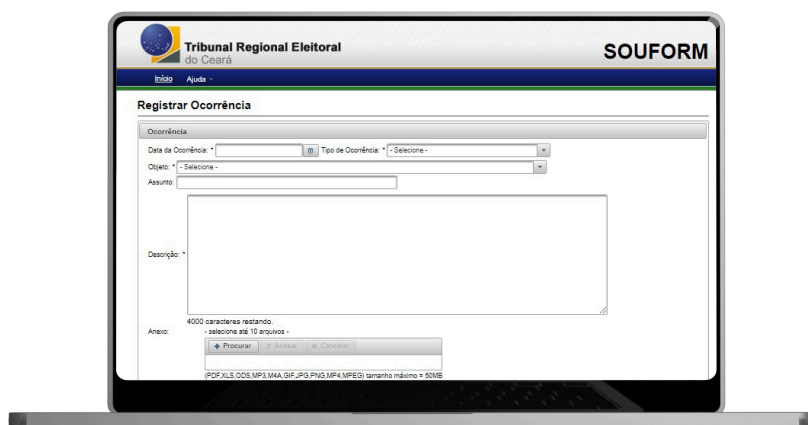 Tribunal Regional Eleitoral
do Ceará
SOUFORM
Início Ajuda
Registrar Ocorrência
Ocorrência
Data da Ocorrência: * Tipo de Ocorrência: * - Selecione -
Objeto: * - Selecione -
Assunto:
Descrição: *
4000 caracteres restando.
Anexo: - selecione até 10 arquivos -
Procurar Anexar Cancelar
(PDF,XLS,ODS,MP3,M4A,GIF,JPG,PNG,MP4,MPEG) tamanho máximo = 50MB